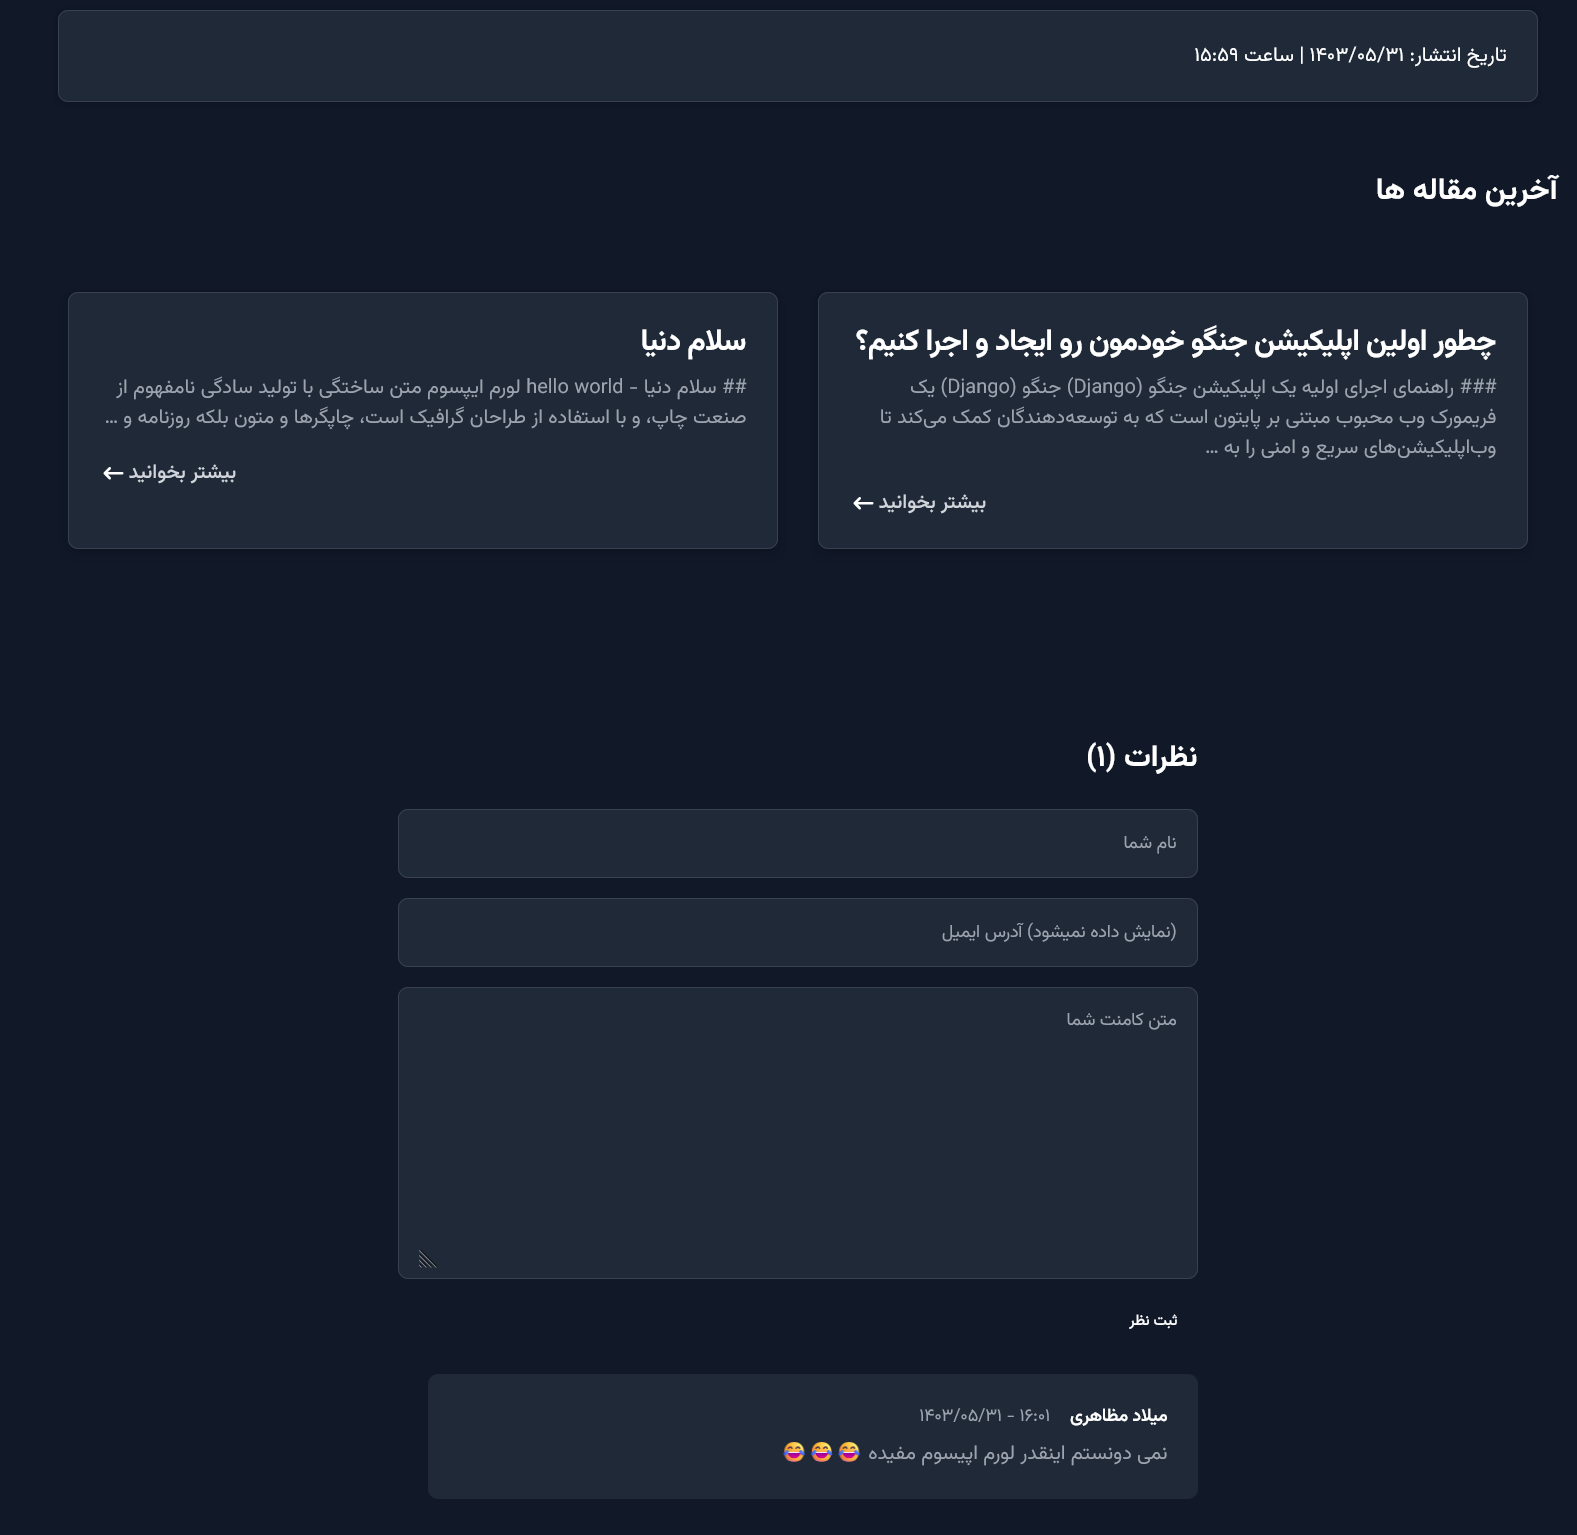 تاریخ انتشار: ۱۴۰۳/۰۵/۳۱ | ساعت ۱۵:۵۹
آخرین مقاله ها
چطور اولین اپلیکیشن جنگو خودمون رو ایجاد و اجرا کنیم؟
### راهنمای اجرای اولیه یک اپلیکیشن جنگو (Django) جنگو (Django) یک
فریمورک وب محبوب مبتنی بر پایتون است که به توسعه‌دهندگان کمک می‌کند تا
وب‌اپلیکیشن‌های سریع و امنی را به ...
بیشتر بخوانید ←
سلام دنیا
## سلام دنیا - hello world لورم ایپسوم متن ساختگی با تولید سادگی نامفهوم از
صنعت چاپ، و با استفاده از طراحان گرافیک است، چاپگرها و متون بلکه روزنامه و ...
بیشتر بخوانید ←
نظرات (۱)
نام شما
(نمایش داده نمیشود) آدرس ایمیل
متن کامنت شما
ثبت نظر
میلاد مظاهری ۱۶:۰۱ - ۱۴۰۳/۰۵/۳۱
نمی دونستم اینقدر لورم اپیسوم مفیده 😂 😂 😂